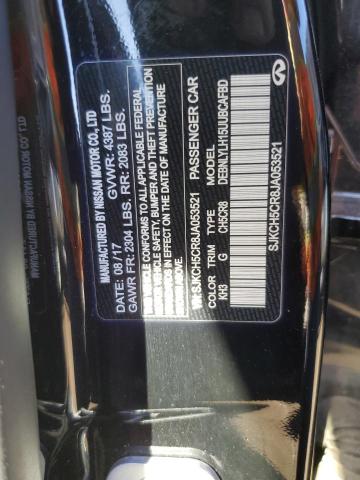 MANUFACTURED BY NISSAN MOTOR CO., LTD
DATE: 08/17 GVWR: 4387 LBS.
GAWR FR: 2304 LBS. RR: 2083 LBS.
THIS VEHICLE CONFORMS TO ALL APPLICABLE FEDERAL
MOTOR VEHICLE SAFETY, BUMPER AND THEFT PREVENTION
STANDARDS IN EFFECT ON THE DATE OF MANUFACTURE
SHOWN ABOVE.
VIN: SJKCH5CR8JA053521 PASSENGER CAR
COLOR TRIM TYPE MODEL
KH3 G CH5CR8
SJKCH5CR8JA053521